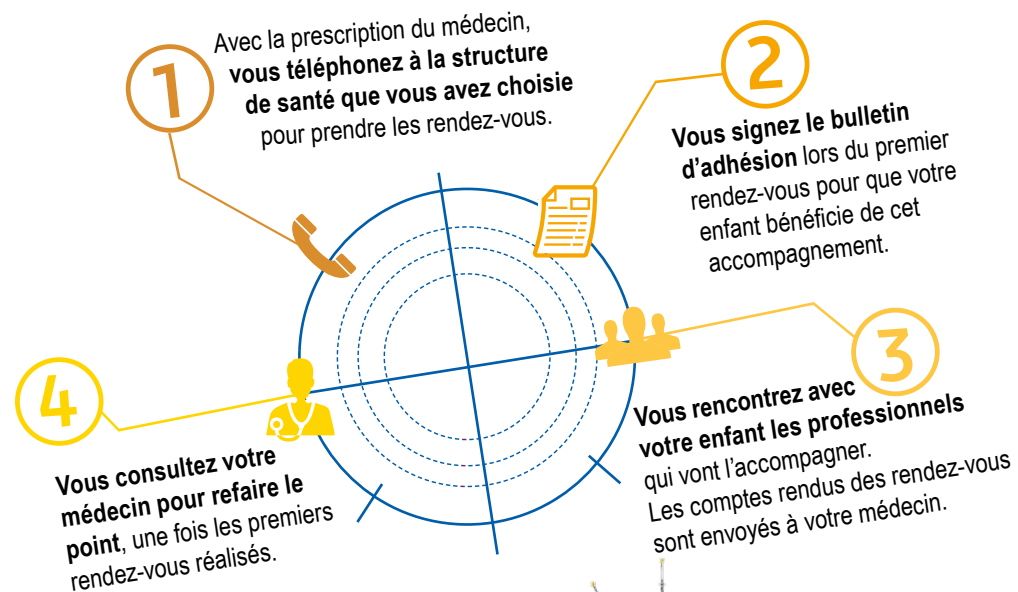 1
Avec la prescription du médecin,
vous téléphonez à la structure
de santé que vous avez choisie
pour prendre les rendez-vous.
2
Vous signez le bulletin
d’adhésion lors du premier
rendez-vous pour que votre
enfant bénéficie de cet
accompagnement.
3
Vous rencontrez avec
votre enfant les professionnels
qui vont l’accompagner.
Les comptes rendus des rendez-vous
sont envoyés à votre médecin.
4
Vous consultez votre
médecin pour refaire le
point, une fois les premiers
rendez-vous réalisés.